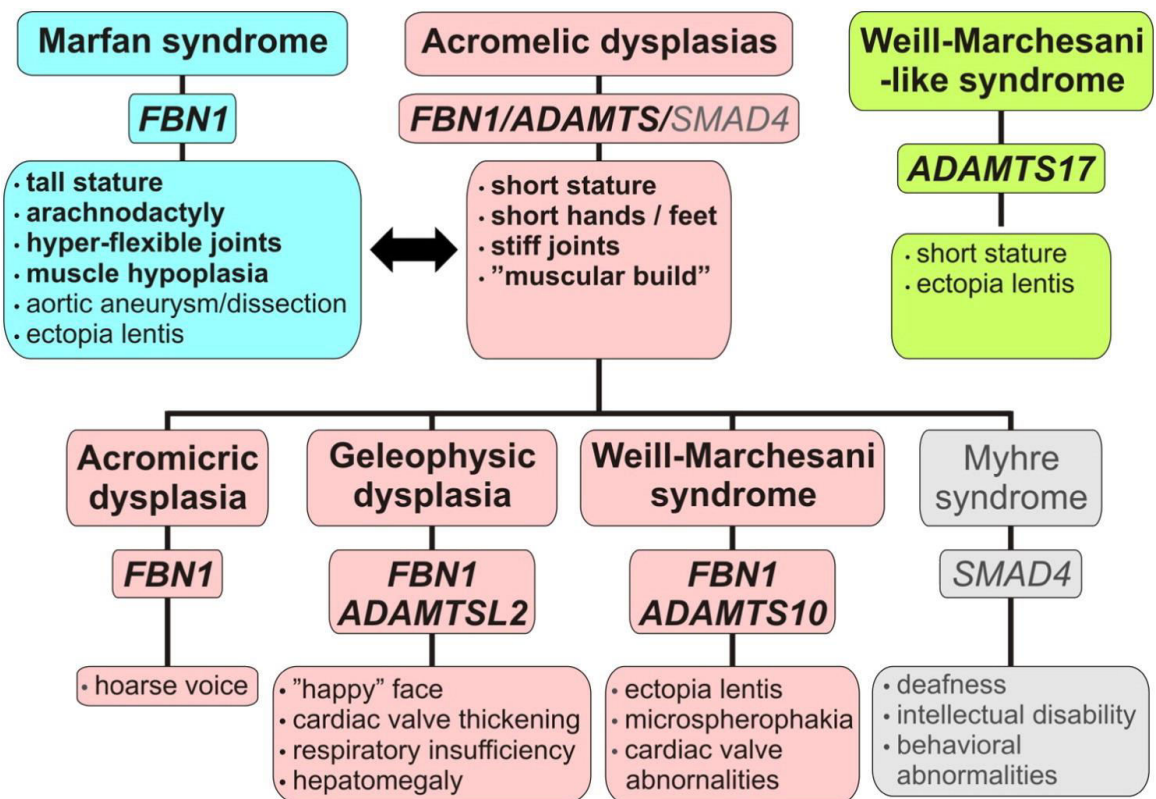 Marfan syndrome
FBN1
· tall stature
· arachnodactyly
· hyper-flexible joints
· muscle hypoplasia
· aortic aneurysm/dissection
· ectopia lentis
Acromelic dysplasias
FBN1/ADAMTS/SMAD4
· short stature
· short hands / feet
· stiff joints
· ”muscular build”
Weill-Marchesani
-like syndrome
ADAMTS17
· short stature
· ectopia lentis
Acromicric
dysplasia
FBN1
• hoarse voice
Geleophysic
dysplasia
FBN1
ADAMTSL2
• ”happy” face
• cardiac valve thickening
• respiratory insufficiency
• hepatomegaly
Weill-Marchesani
syndrome
FBN1
ADAMTS10
• ectopia lentis
• microspherophakia
• cardiac valve
abnormalities
Myhre
syndrome
SMAD4
• deafness
• intellectual disability
• behavioral
abnormalities